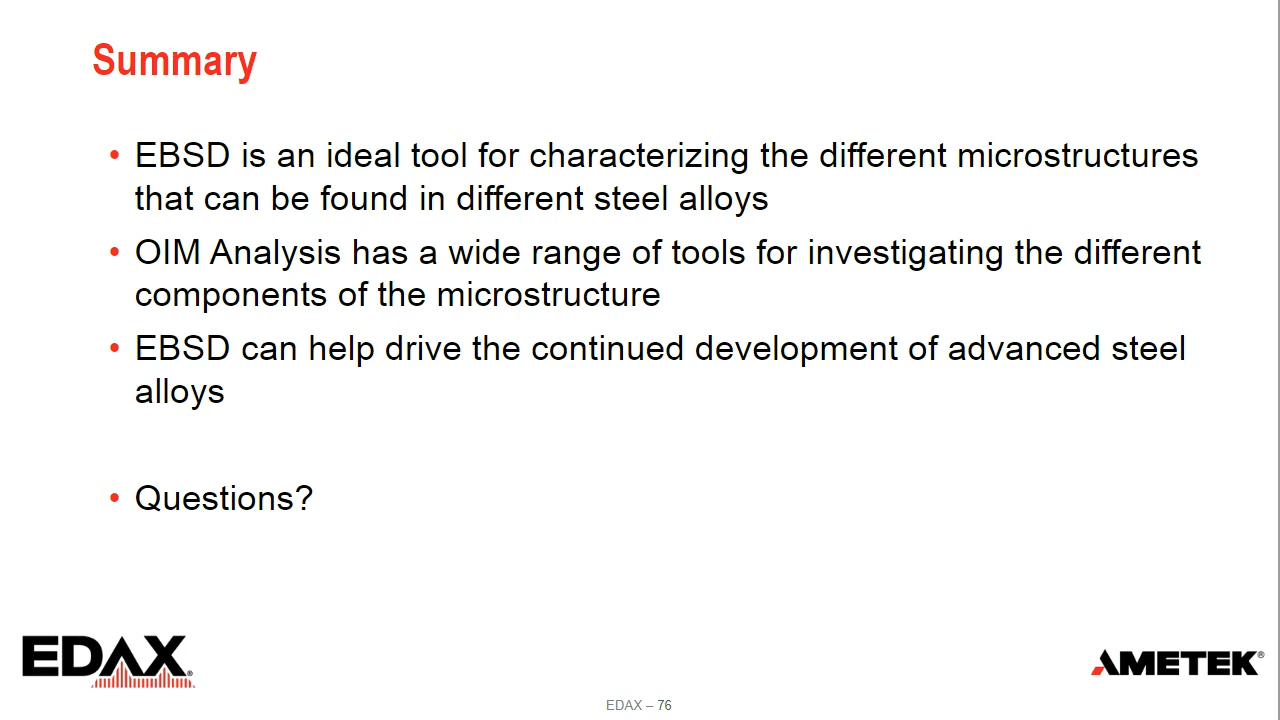 Summary
• EBSD is an ideal tool for characterizing the different microstructures
that can be found in different steel alloys
• OIM Analysis has a wide range of tools for investigating the different
components of the microstructure
• EBSD can help drive the continued development of advanced steel
alloys
• Questions?
EDAX®
AMETEK®
EDAX – 76